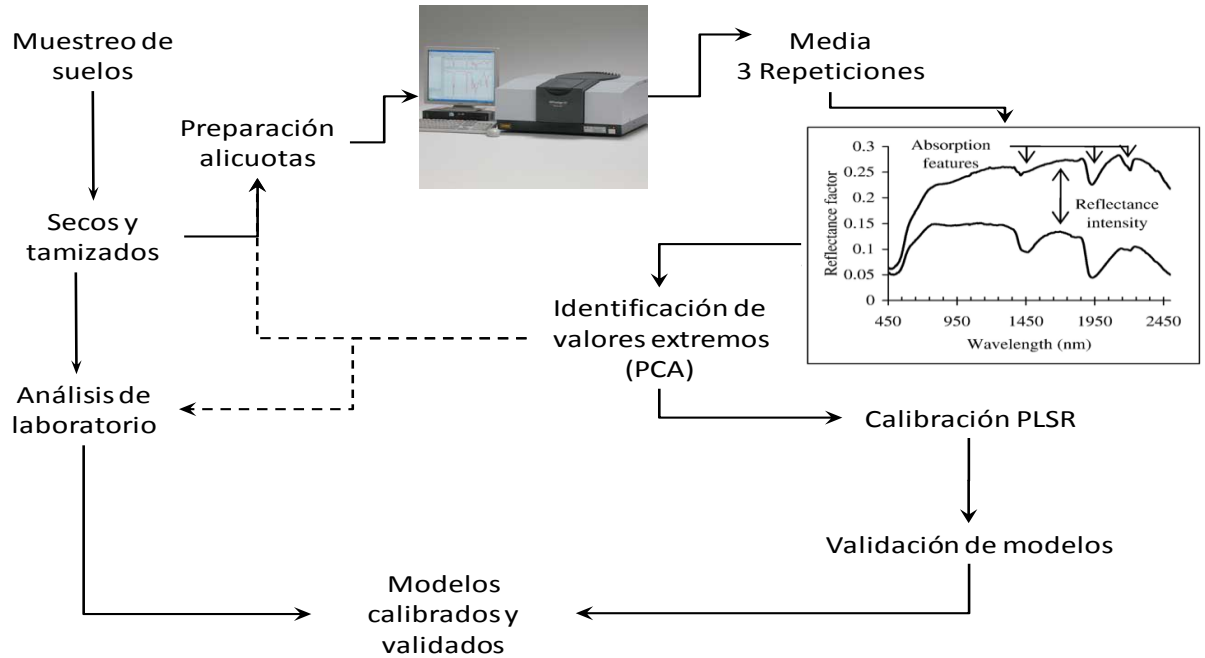 Muestreo de
suelos
Preparación
alicuotas
Secos y
tamizados
Análisis de
laboratorio
Media
3 Repeticiones
Absorption
features
Reflectance
intensity
Reflectance factor
0.3
0.25
0.2
0.15
0.1
0.05
0
450 950 1450 1950 2450
Wavelength (nm)
Identificación de
valores extremos
(PCA)
Calibración PLSR
Validación de modelos
Modelos
calibrados y
validados